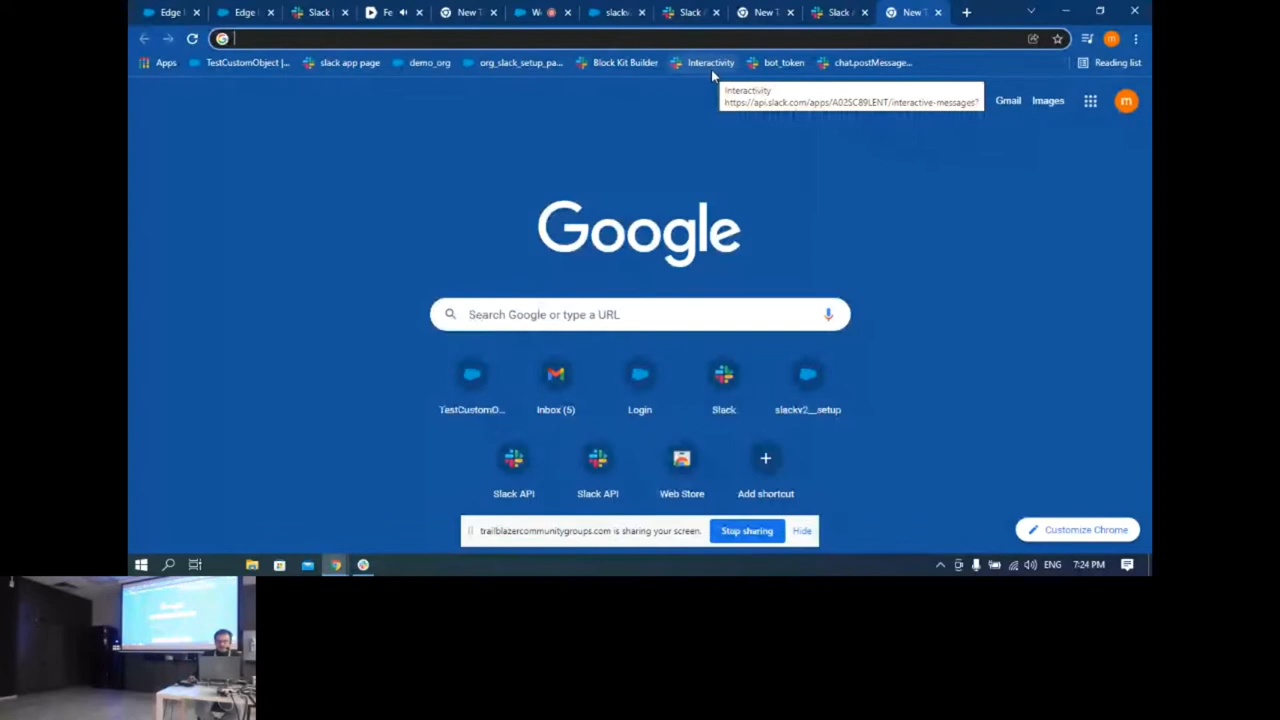 Edge
Edge
Slack
Fe
New T
W
slackv
Slack
New T
Slack
New T
Apps
TestCustomObject |...
slack app page
demo_org
org_slack_setup_pa...
Block Kit Builder
Interactivity
bot_token
chat.postMessage...
Reading list
Interactivity
https://api.slack.com/apps/A025C89LENT/interactive-messages?
Gmail
Images
m
m
Google
Search Google or type a URL
TestCustomO...
Inbox (5)
Login
Slack
slackv2__setup
Slack API
Slack API
Web Store
Add shortcut
trailblazercommunitygroups.com is sharing your screen.
Stop sharing
Hide
Customize Chrome
ENG
7:24 PM
Google